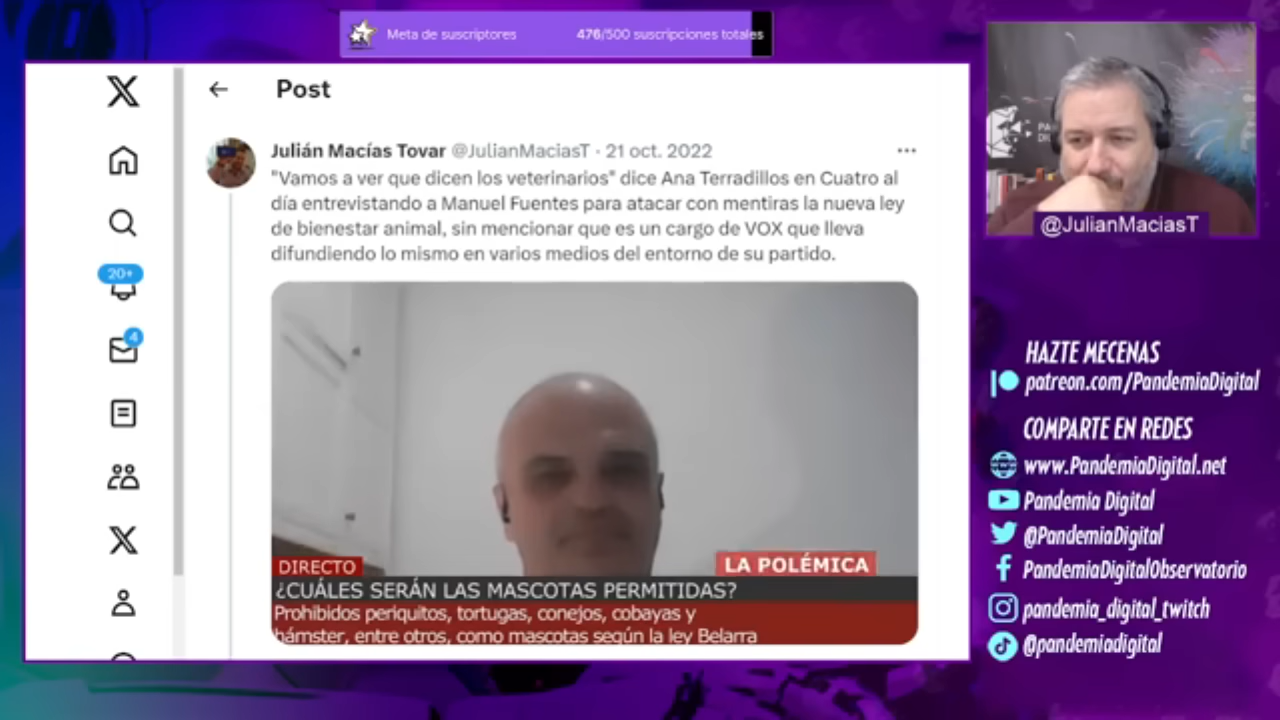 Meta de suscriptores 476/500 suscripciones totales
Post
Julián Macías Tovar @JulianMaciasT · 21 oct. 2022
"Vamos a ver que dicen los veterinarios" dice Ana Terradillos en Cuatro al
día entrevistando a Manuel Fuentes para atacar con mentiras la nueva ley
de bienestar animal, sin mencionar que es un cargo de VOX que lleva
difundiendo lo mismo en varios medios del entorno de su partido.
20+
4
DIRECTO
LA POLÉMICA
¿CUÁLES SERÁN LAS MASCOTAS PERMITIDAS?
Prohibidos periquitos, tortugas, conejos, cobayas y
hámster, entre otros, como mascotas según la ley Belarra
@JulianMaciasT
HAZTE MECENAS
patreon.com/PandemiaDigital
COMPARTE EN REDES
www.PandemiaDigital.net
Pandemia Digital
@PandemiaDigital
PandemiaDigitalObservatorio
pandemia_digital_twitch
@pandemiadigital